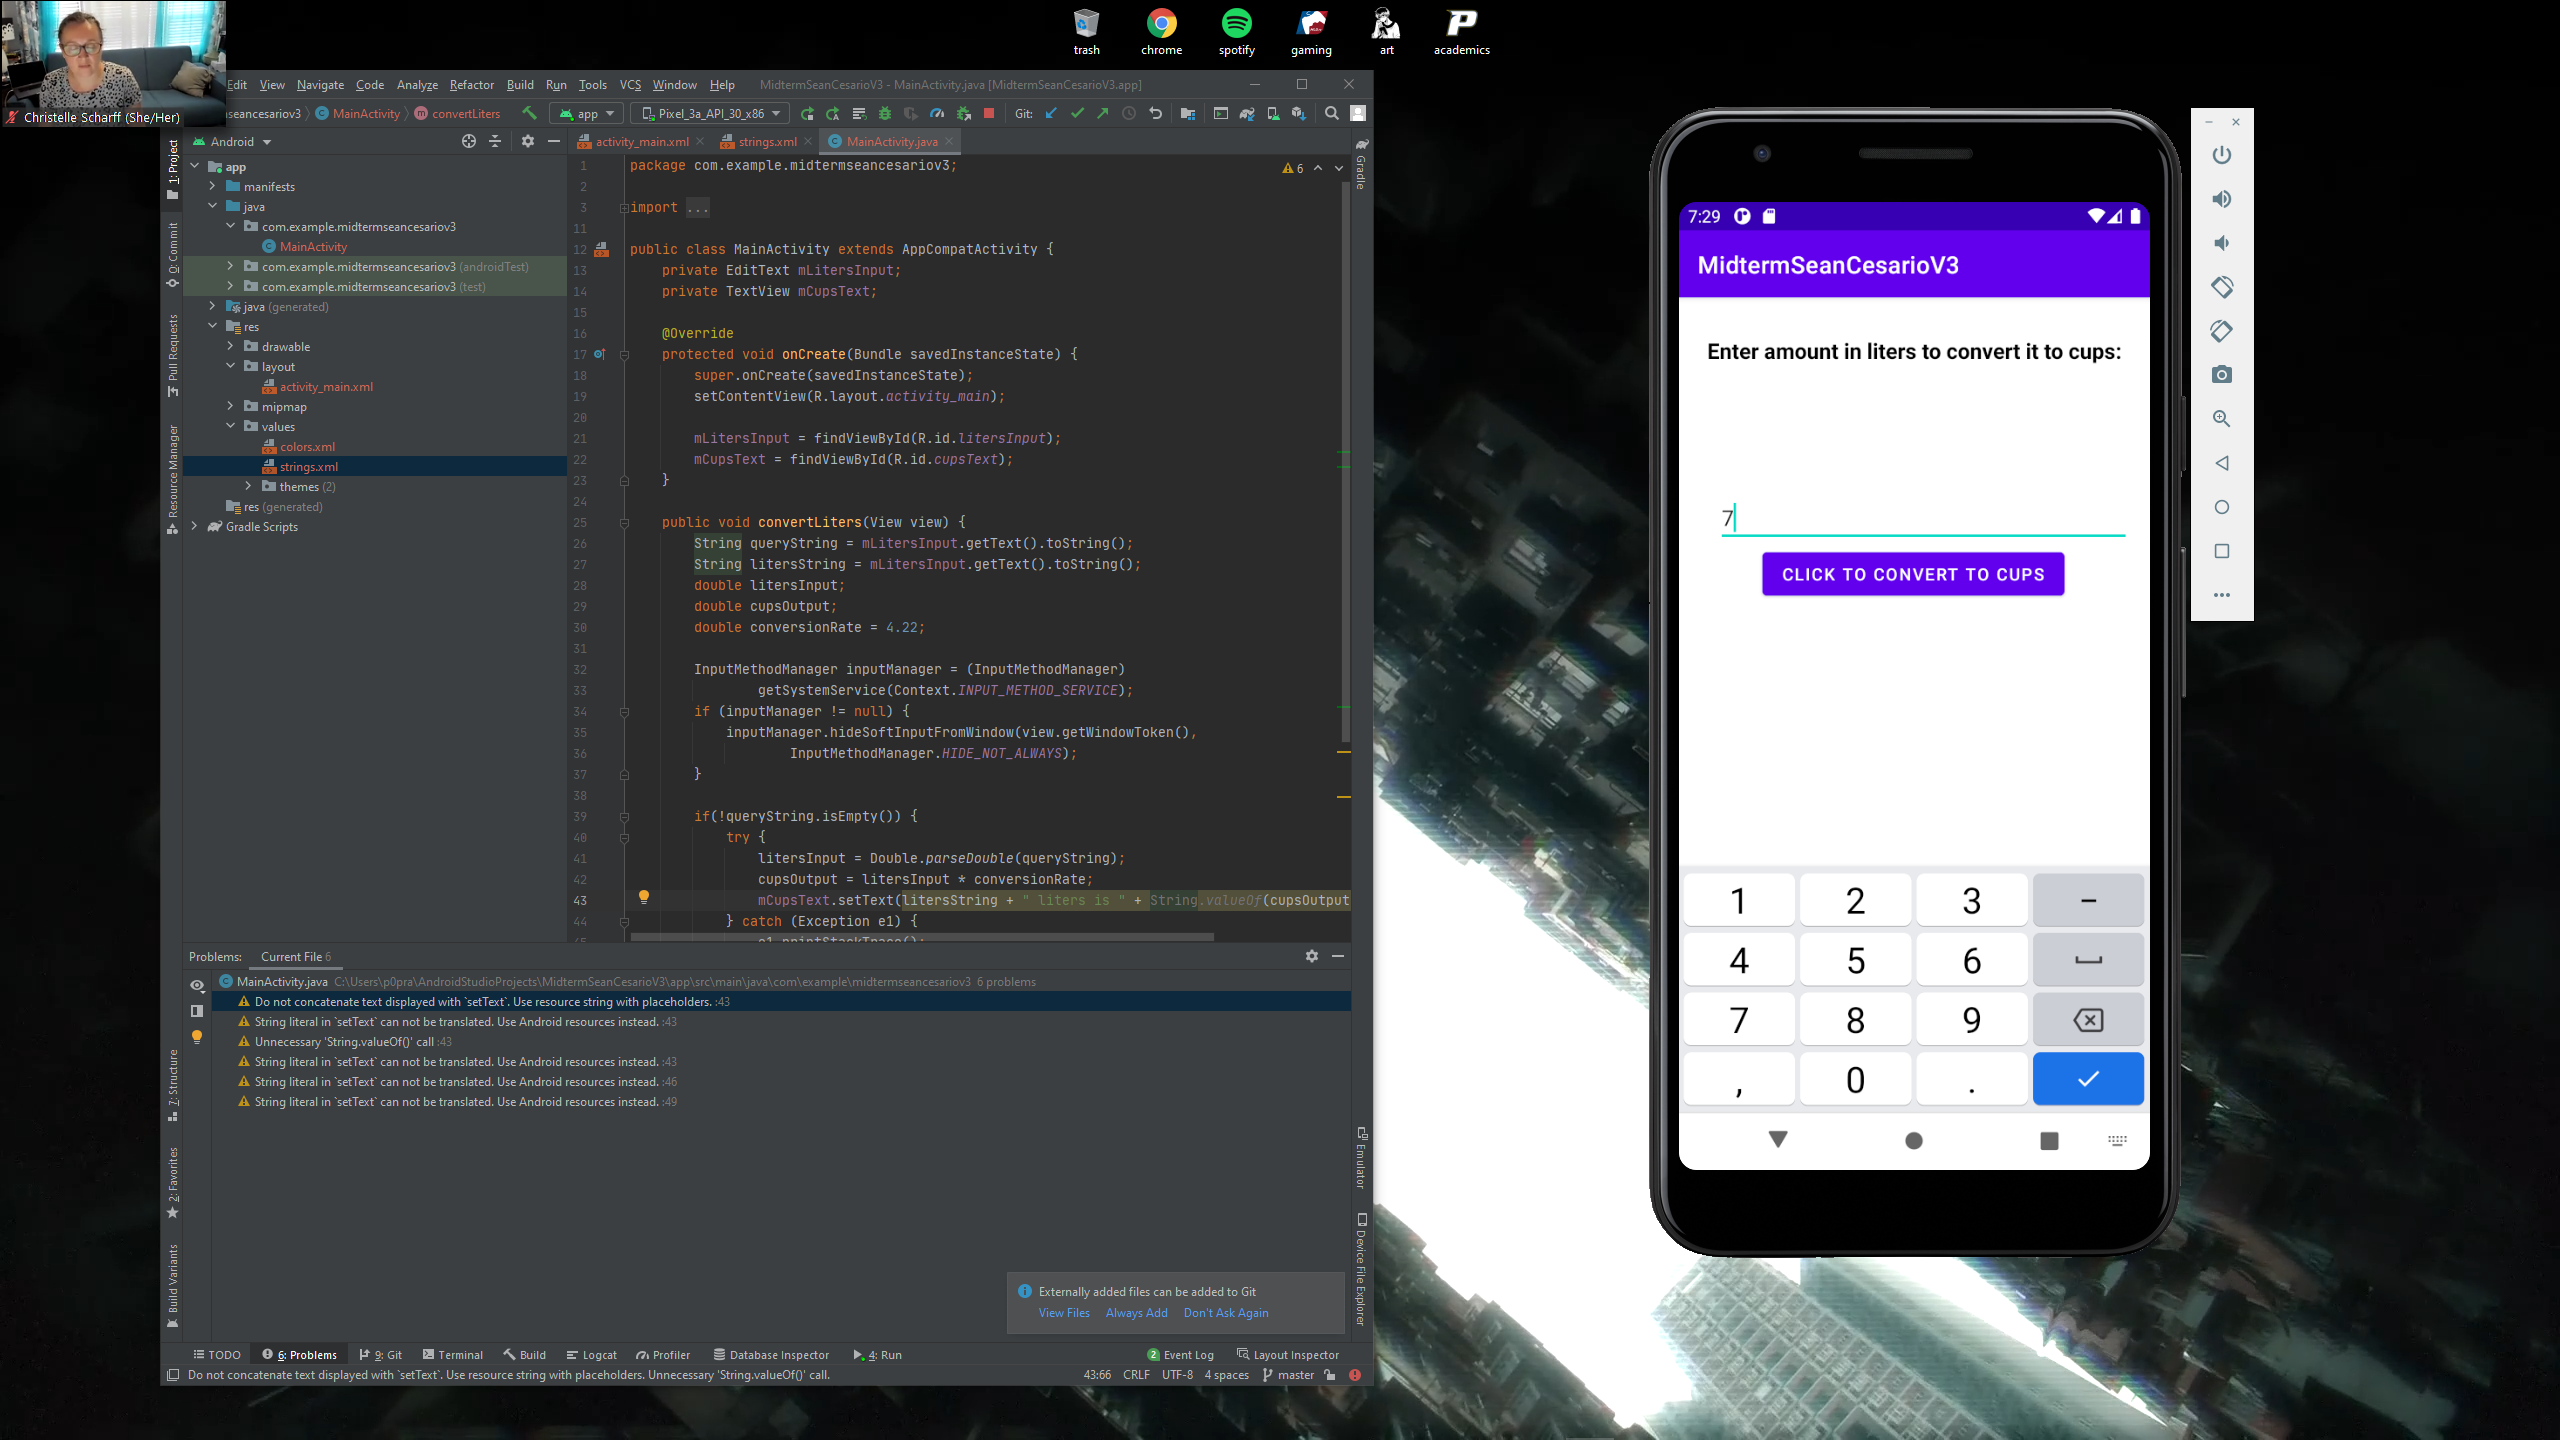 trash
chrome
spotify
gaming
art
academics
Christelle Scharff (She/Her)
Edit View Navigate Code Analyze Refactor Build Run Tools VCS Window Help MidtermSeanCesarioV3 - MainActivity.java [MidtermSeanCesarioV3.app]
seancesariov3 MainActivity convertLiters app Pixel_3a_API_30_x86 Git:
Android
activity_main.xml strings.xml MainActivity.java
1: Project
0: Commit
Pull Requests
Resource Manager
7: Structure
2: Favorites
Build Variants
app
manifests
java
com.example.midtermseancesariov3
MainActivity
com.example.midtermseancesariov3 (androidTest)
com.example.midtermseancesariov3 (test)
java (generated)
res
drawable
layout
activity_main.xml
mipmap
values
colors.xml
strings.xml
themes (2)
res (generated)
Gradle Scripts
6
1 package com.example.midtermseancesariov3;
2
3 import ...
11
12 public class MainActivity extends AppCompatActivity {
13 private EditText mLitersInput;
14 private TextView mCupsText;
15
16 @Override
17 protected void onCreate(Bundle savedInstanceState) {
18 super.onCreate(savedInstanceState);
19 setContentView(R.layout.activity_main);
20
21 mLitersInput = findViewById(R.id.litersInput);
22 mCupsText = findViewById(R.id.cupsText);
23 }
24
25 public void convertLiters(View view) {
26 String queryString = mLitersInput.getText().toString();
27 String litersString = mLitersInput.getText().toString();
28 double litersInput;
29 double cupsOutput;
30 double conversionRate = 4.22;
31
32 InputMethodManager inputManager = (InputMethodManager)
33 getSystemService(Context.INPUT_METHOD_SERVICE);
34 if (inputManager != null) {
35 inputManager.hideSoftInputFromWindow(view.getWindowToken(),
36 InputMethodManager.HIDE_NOT_ALWAYS);
37 }
38
39 if(!queryString.isEmpty()) {
40 try {
41 litersInput = Double.parseDouble(queryString);
42 cupsOutput = litersInput * conversionRate;
43 mCupsText.setText(litersString + " liters is " + String.valueOf(cupsOutput
44 } catch (Exception e1) {
e1.printStackTrace();
Gradle
Emulator
Device File Explorer
Problems: Current File 6
MainActivity.java C:\Users\p0pra\AndroidStudioProjects\MidtermSeanCesarioV3\app\src\main\java\com\example\midtermseancesariov3 6 problems
Do not concatenate text displayed with `setText`. Use resource string with placeholders. :43
String literal in `setText` can not be translated. Use Android resources instead. :43
Unnecessary 'String.valueOf()' call :43
String literal in `setText` can not be translated. Use Android resources instead. :43
String literal in `setText` can not be translated. Use Android resources instead. :46
String literal in `setText` can not be translated. Use Android resources instead. :49
Externally added files can be added to Git
View Files Always Add Don't Ask Again
TODO 6: Problems 9: Git Terminal Build Logcat Profiler Database Inspector 4: Run 2 Event Log Layout Inspector
Do not concatenate text displayed with `setText`. Use resource string with placeholders. Unnecessary 'String.valueOf()' call. 43:66 CRLF UTF-8 4 spaces master
7:29
MidtermSeanCesarioV3
Enter amount in liters to convert it to cups:
7
CLICK TO CONVERT TO CUPS
1 2 3 -
4 5 6
7 8 9
, 0 .